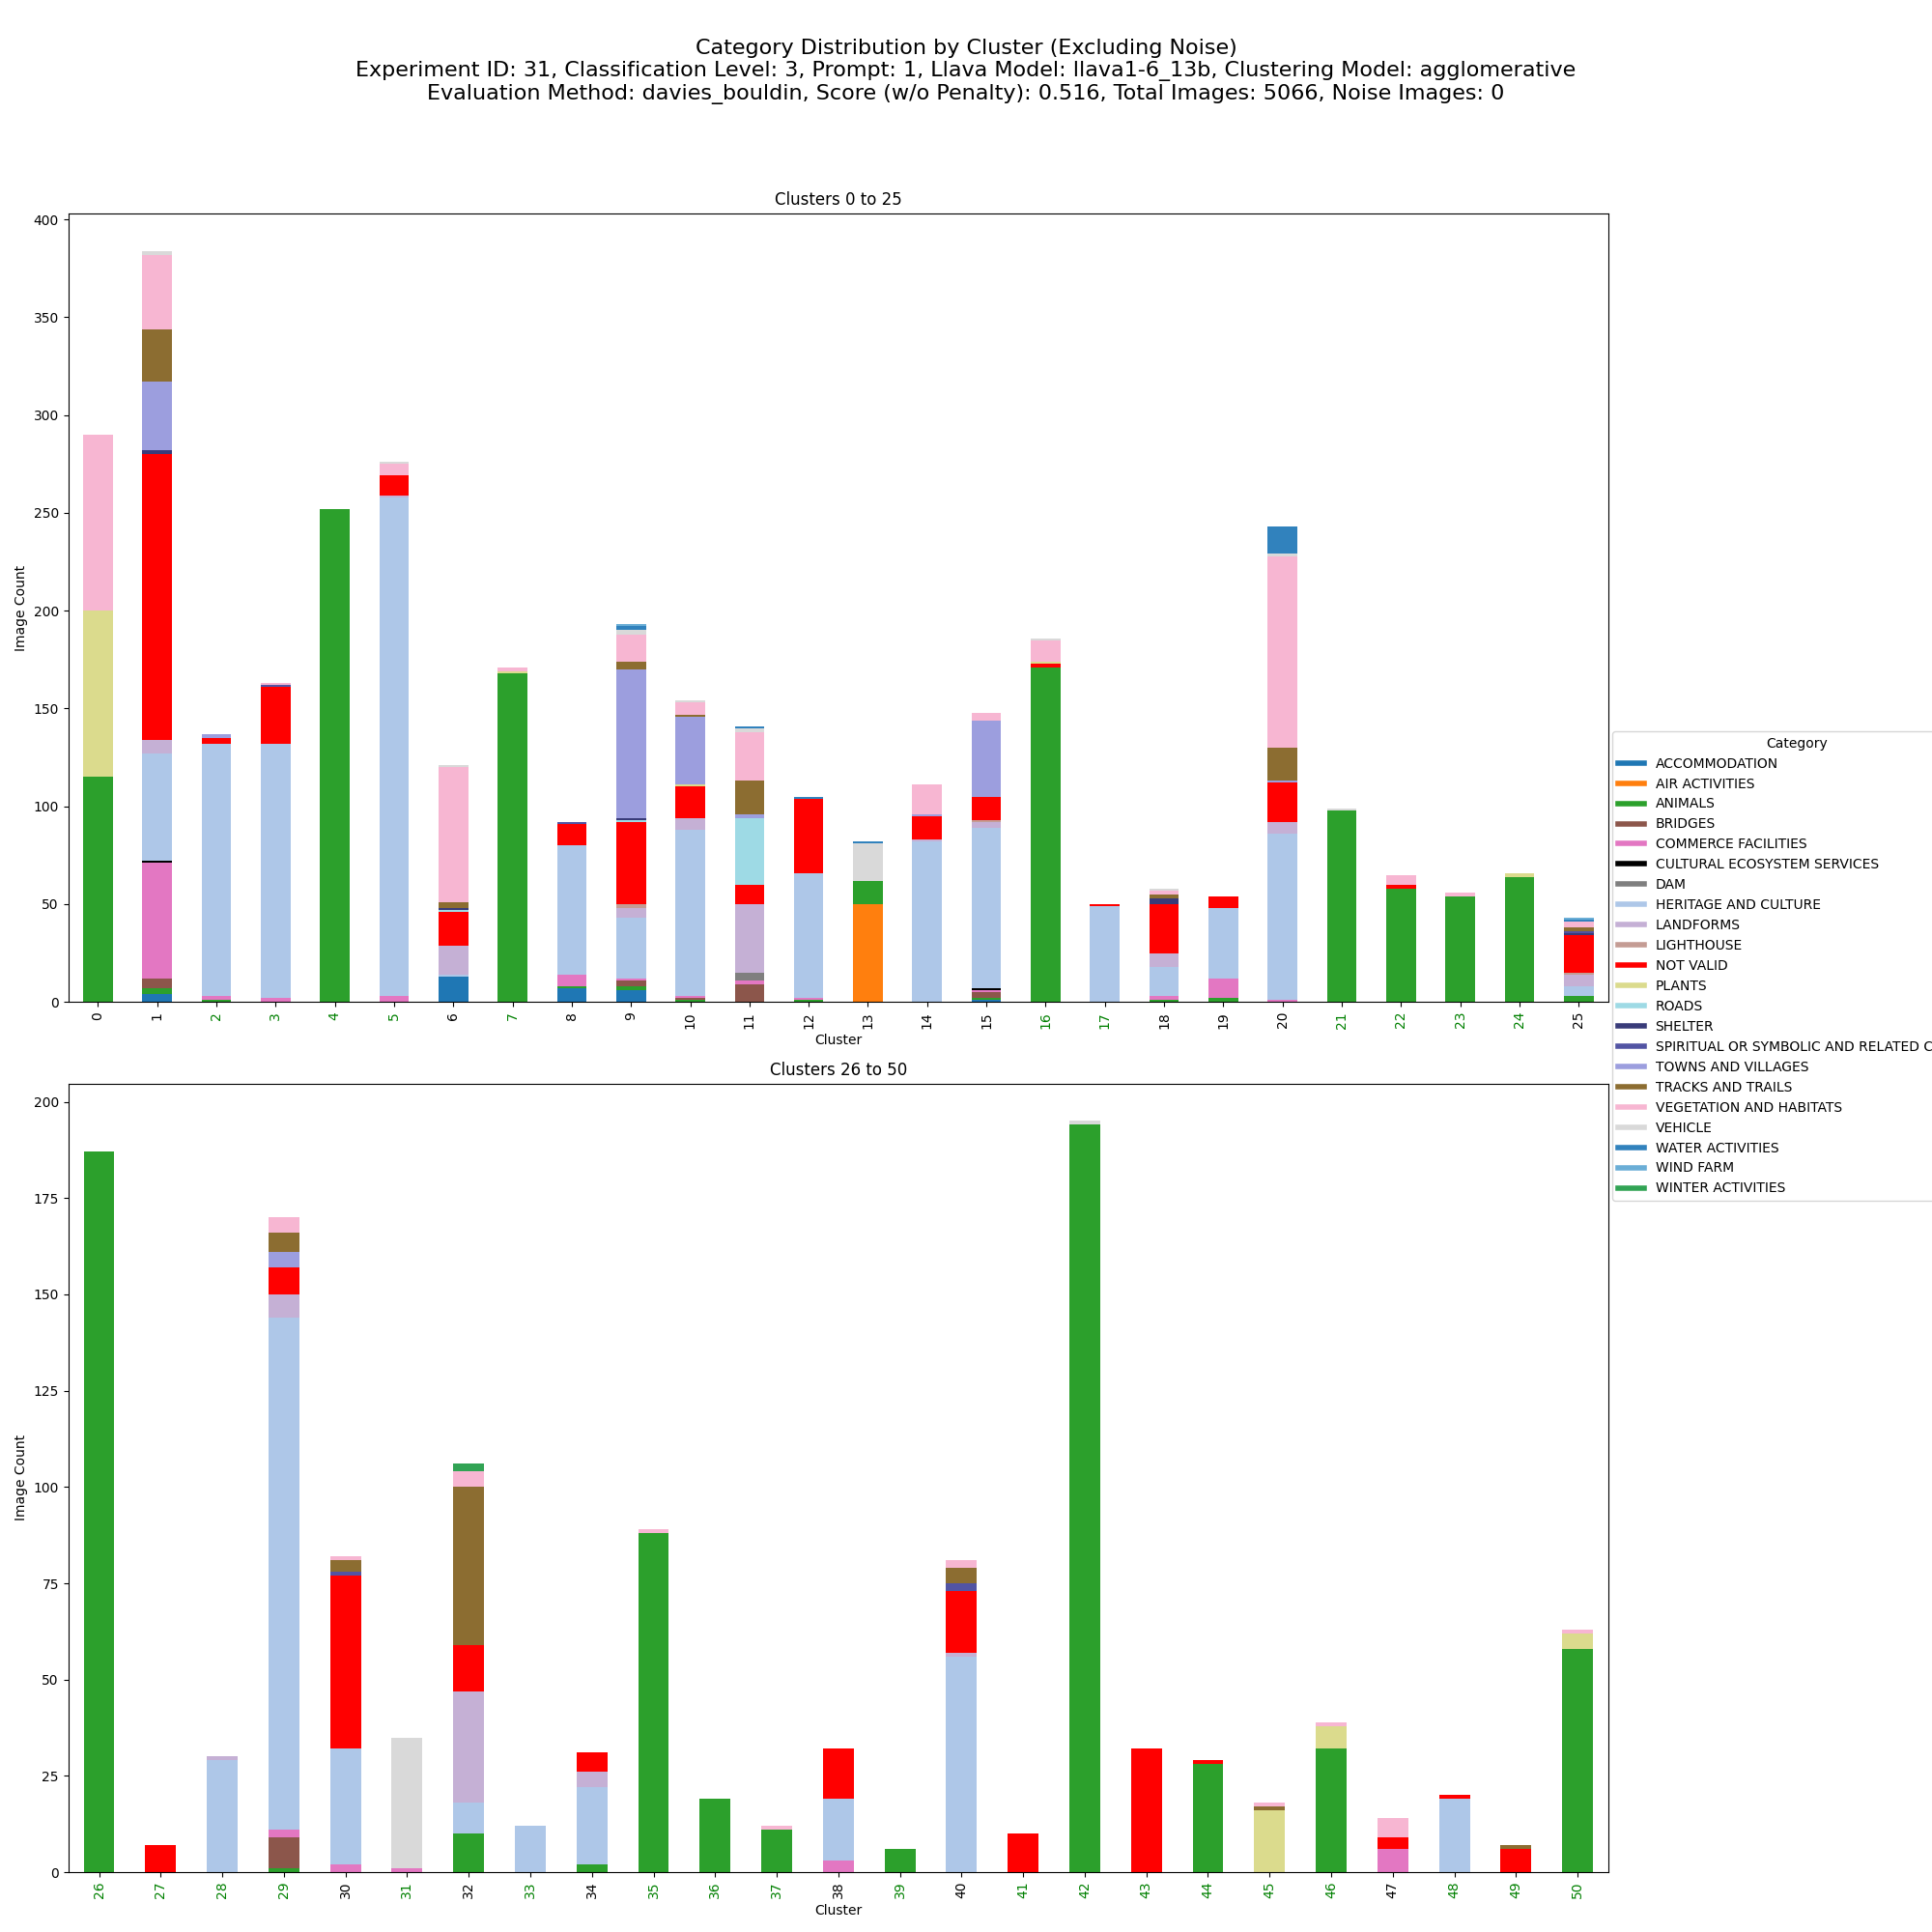 Category Distribution by Cluster (Excluding Noise)
Experiment ID: 31, Classification Level: 3, Prompt: 1, Llava Model: llava1-6_13b, Clustering Model: agglomerative
Evaluation Method: davies_bouldin, Score (w/o Penalty): 0.516, Total Images: 5066, Noise Images: 0
Clusters 0 to 25
400
350
300
250
200
150
100
50
0
Image Count
0 1 2 3 4 5 6 7 8 9 10 11 12 13 14 15 16 17 18 19 20 21 22 23 24 25
Cluster
Category
ACCOMMODATION
AIR ACTIVITIES
ANIMALS
BRIDGES
COMMERCE FACILITIES
CULTURAL ECOSYSTEM SERVICES
DAM
HERITAGE AND CULTURE
LANDFORMS
LIGHTHOUSE
NOT VALID
PLANTS
ROADS
SHELTER
SPIRITUAL OR SYMBOLIC AND RELATED C
TOWNS AND VILLAGES
TRACKS AND TRAILS
VEGETATION AND HABITATS
VEHICLE
WATER ACTIVITIES
WIND FARM
WINTER ACTIVITIES
Clusters 26 to 50
200
175
150
125
100
75
50
25
0
Image Count
26 27 28 29 30 31 32 33 34 35 36 37 38 39 40 41 42 43 44 45 46 47 48 49 50
Cluster